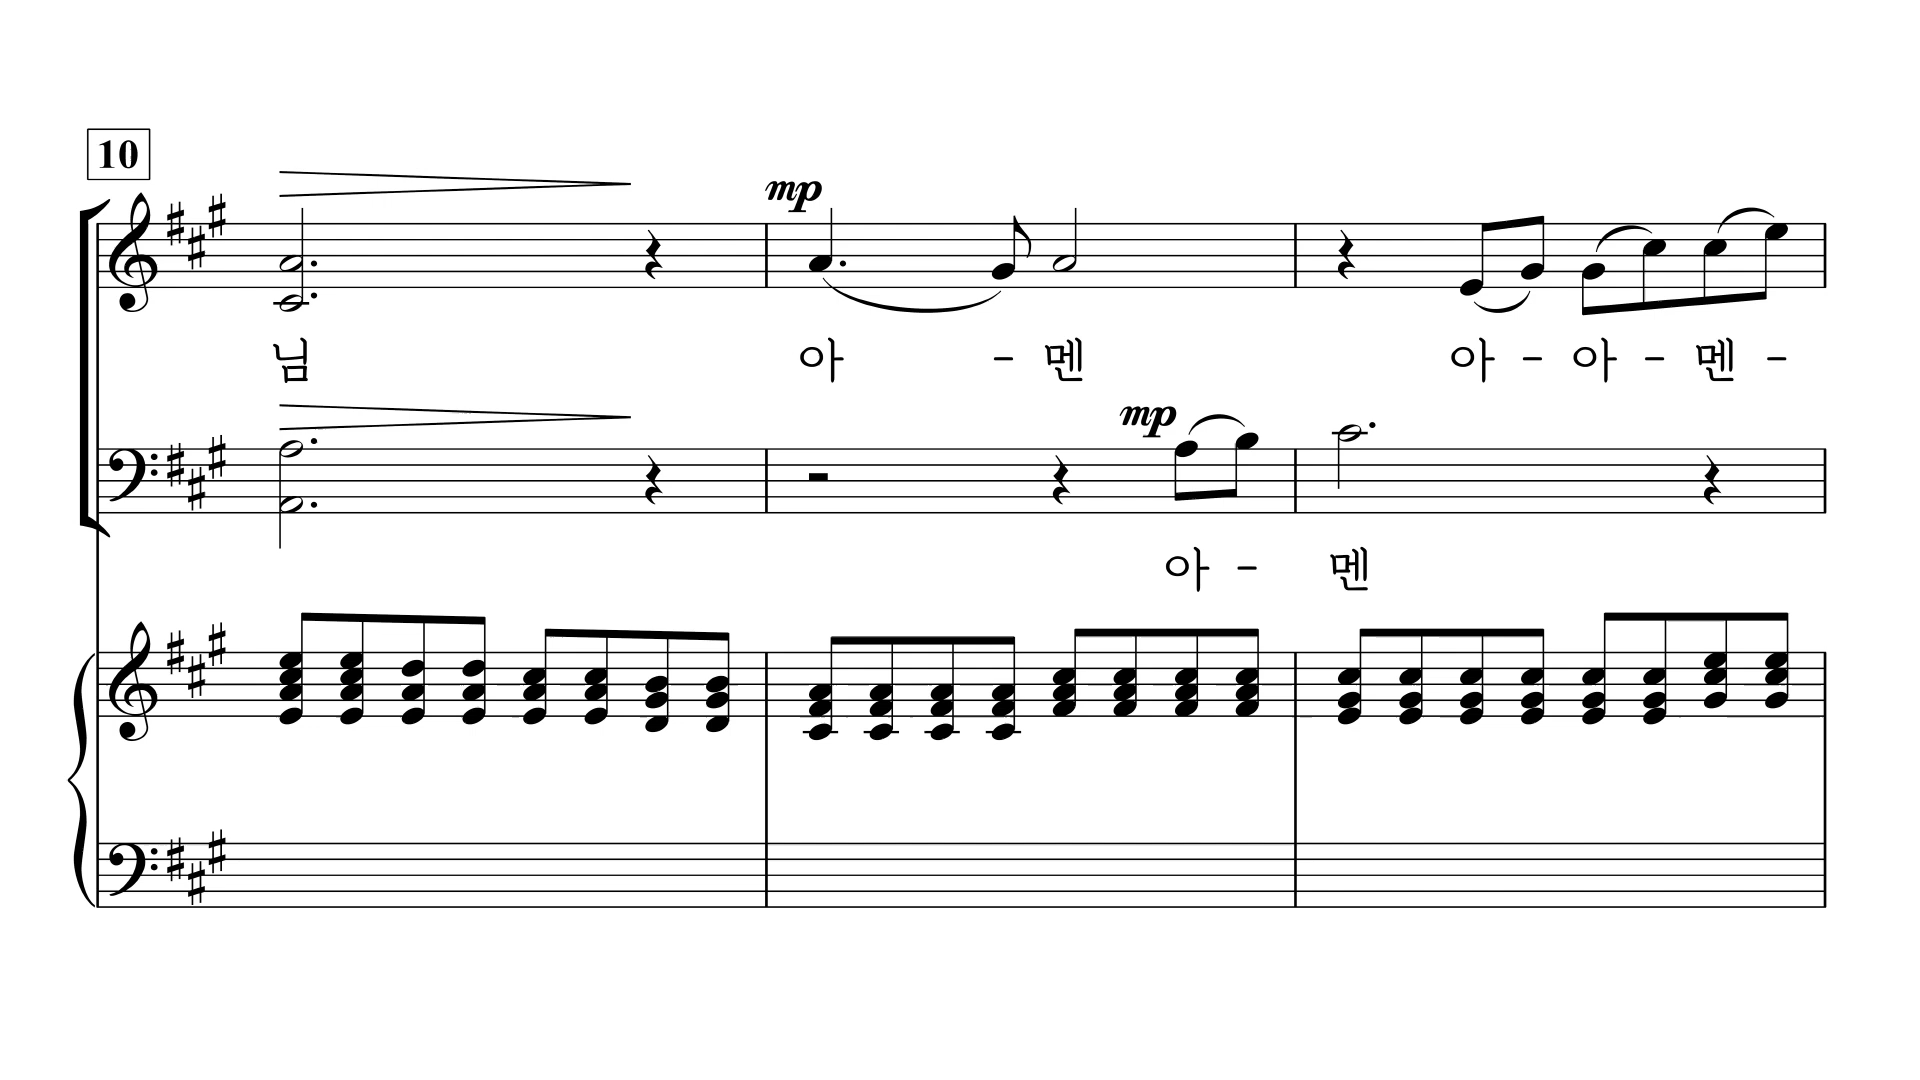 10
mp
님 아 - 멘 아 - 아 - 멘 -
mp
아 - 멘